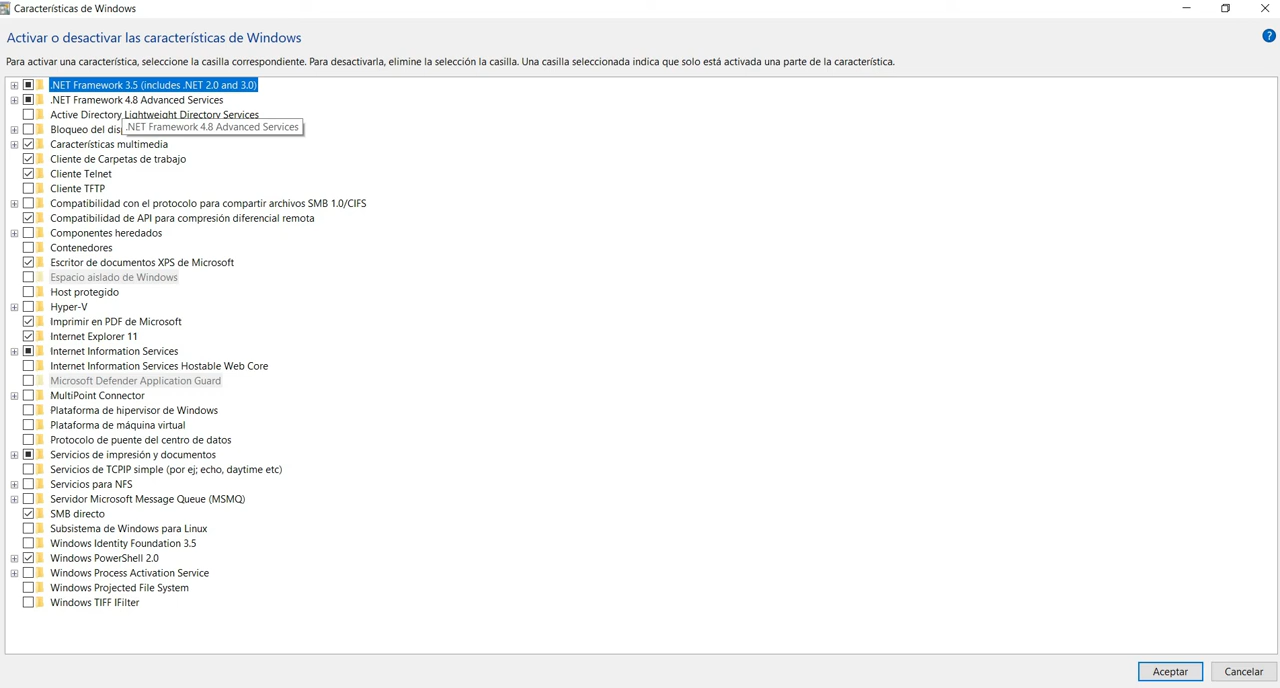 Características de Windows
Activar o desactivar las características de Windows
?
Para activar una característica, seleccione la casilla correspondiente. Para desactivarla, elimine la selección la casilla. Una casilla seleccionada indica que solo está activada una parte de la característica.
.NET Framework 3.5 (includes .NET 2.0 and 3.0)
.NET Framework 4.8 Advanced Services
Active Directory Lightweight Directory Services
Bloqueo del dis
.NET Framework 4.8 Advanced Services
Características multimedia
Cliente de Carpetas de trabajo
Cliente Telnet
Cliente TFTP
Compatibilidad con el protocolo para compartir archivos SMB 1.0/CIFS
Compatibilidad de API para compresión diferencial remota
Componentes heredados
Contenedores
Escritor de documentos XPS de Microsoft
Espacio aislado de Windows
Host protegido
Hyper-V
Imprimir en PDF de Microsoft
Internet Explorer 11
Internet Information Services
Internet Information Services Hostable Web Core
Microsoft Defender Application Guard
MultiPoint Connector
Plataforma de hipervisor de Windows
Plataforma de máquina virtual
Protocolo de puente del centro de datos
Servicios de impresión y documentos
Servicios de TCPIP simple (por ej; echo, daytime etc)
Servicios para NFS
Servidor Microsoft Message Queue (MSMQ)
SMB directo
Subsistema de Windows para Linux
Windows Identity Foundation 3.5
Windows PowerShell 2.0
Windows Process Activation Service
Windows Projected File System
Windows TIFF IFilter
Aceptar
Cancelar